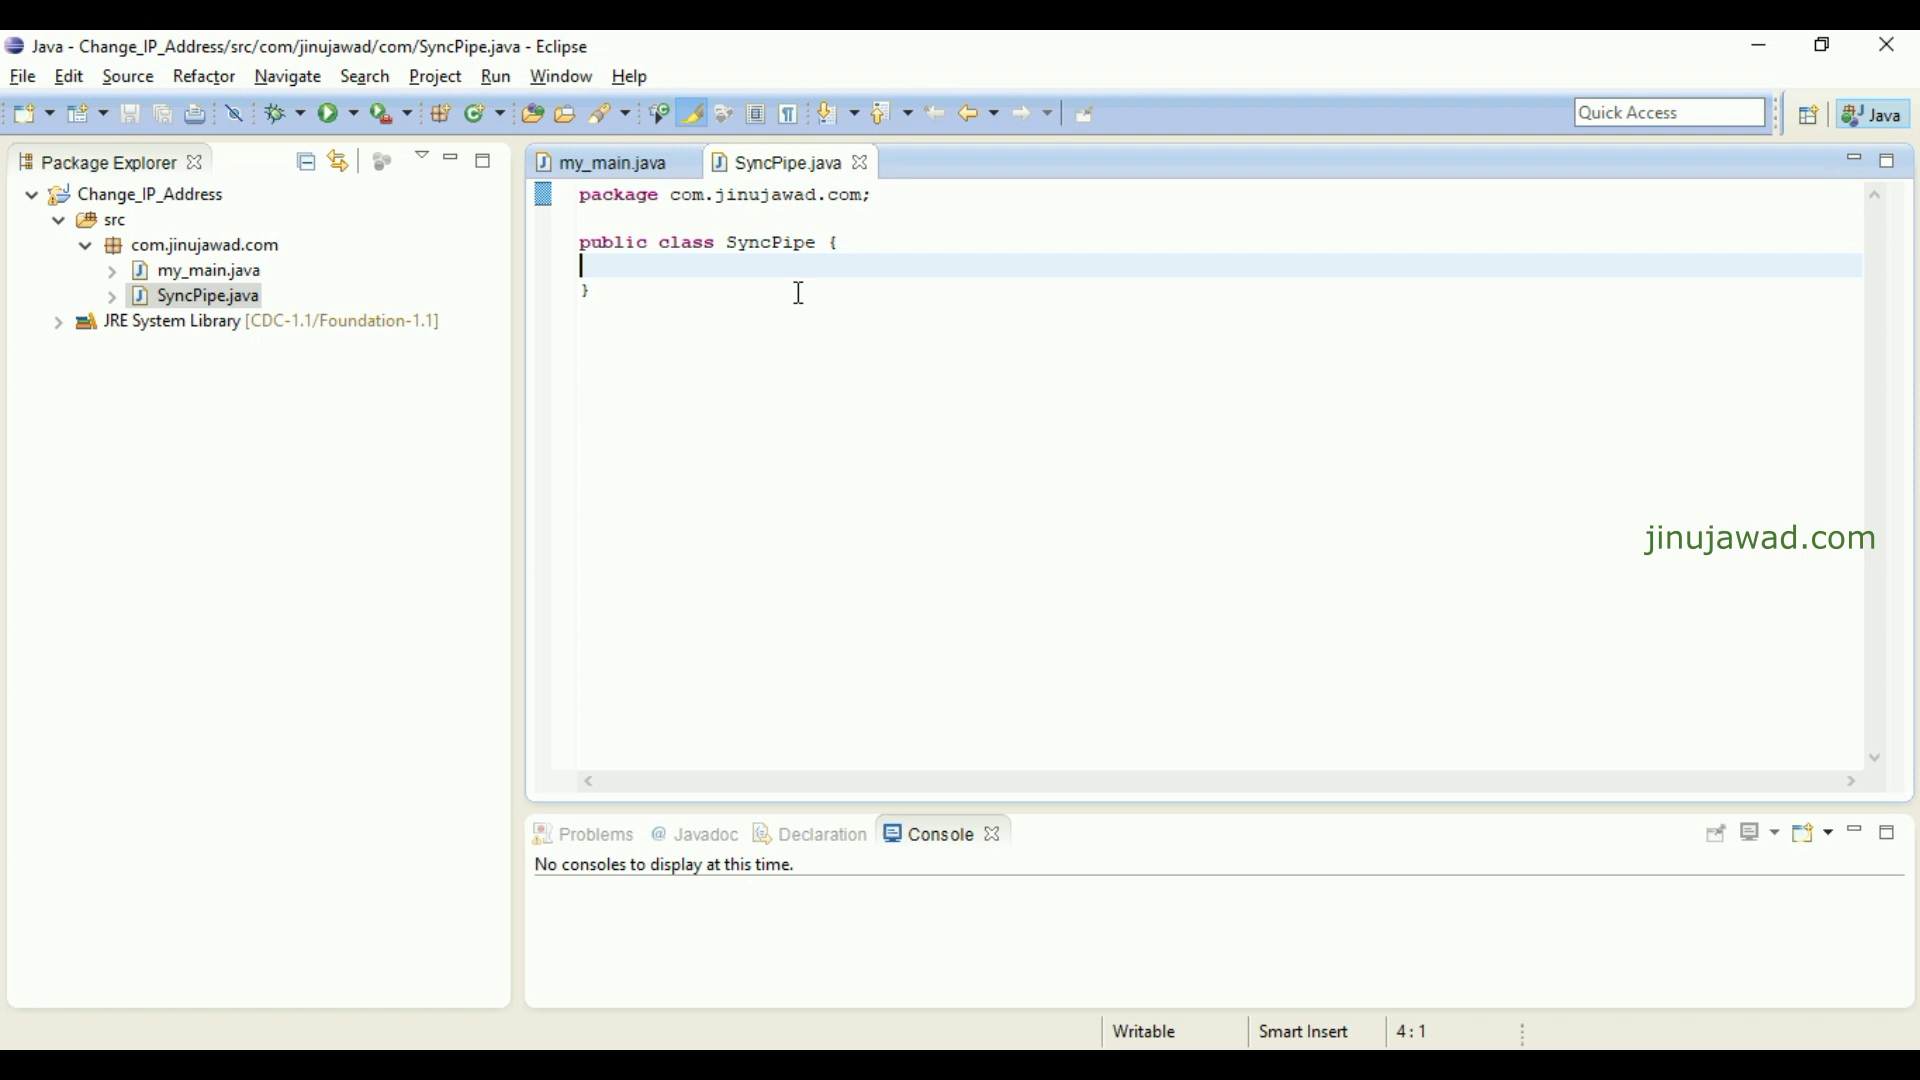 Java - Change_IP_Address/src/com/jinujawad/com/SyncPipe.java - Eclipse
File Edit Source Refactor Navigate Search Project Run Window Help
Quick Access
Java
Package Explorer
my_main.java
SyncPipe.java
Change_IP_Address
src
com.jinujawad.com
my_main.java
SyncPipe.java
JRE System Library [CDC-1.1/Foundation-1.1]
package com.jinujawad.com;
public class SyncPipe {
}
jinujawad.com
Problems @ Javadoc Declaration Console
No consoles to display at this time.
Writable Smart Insert 4 : 1